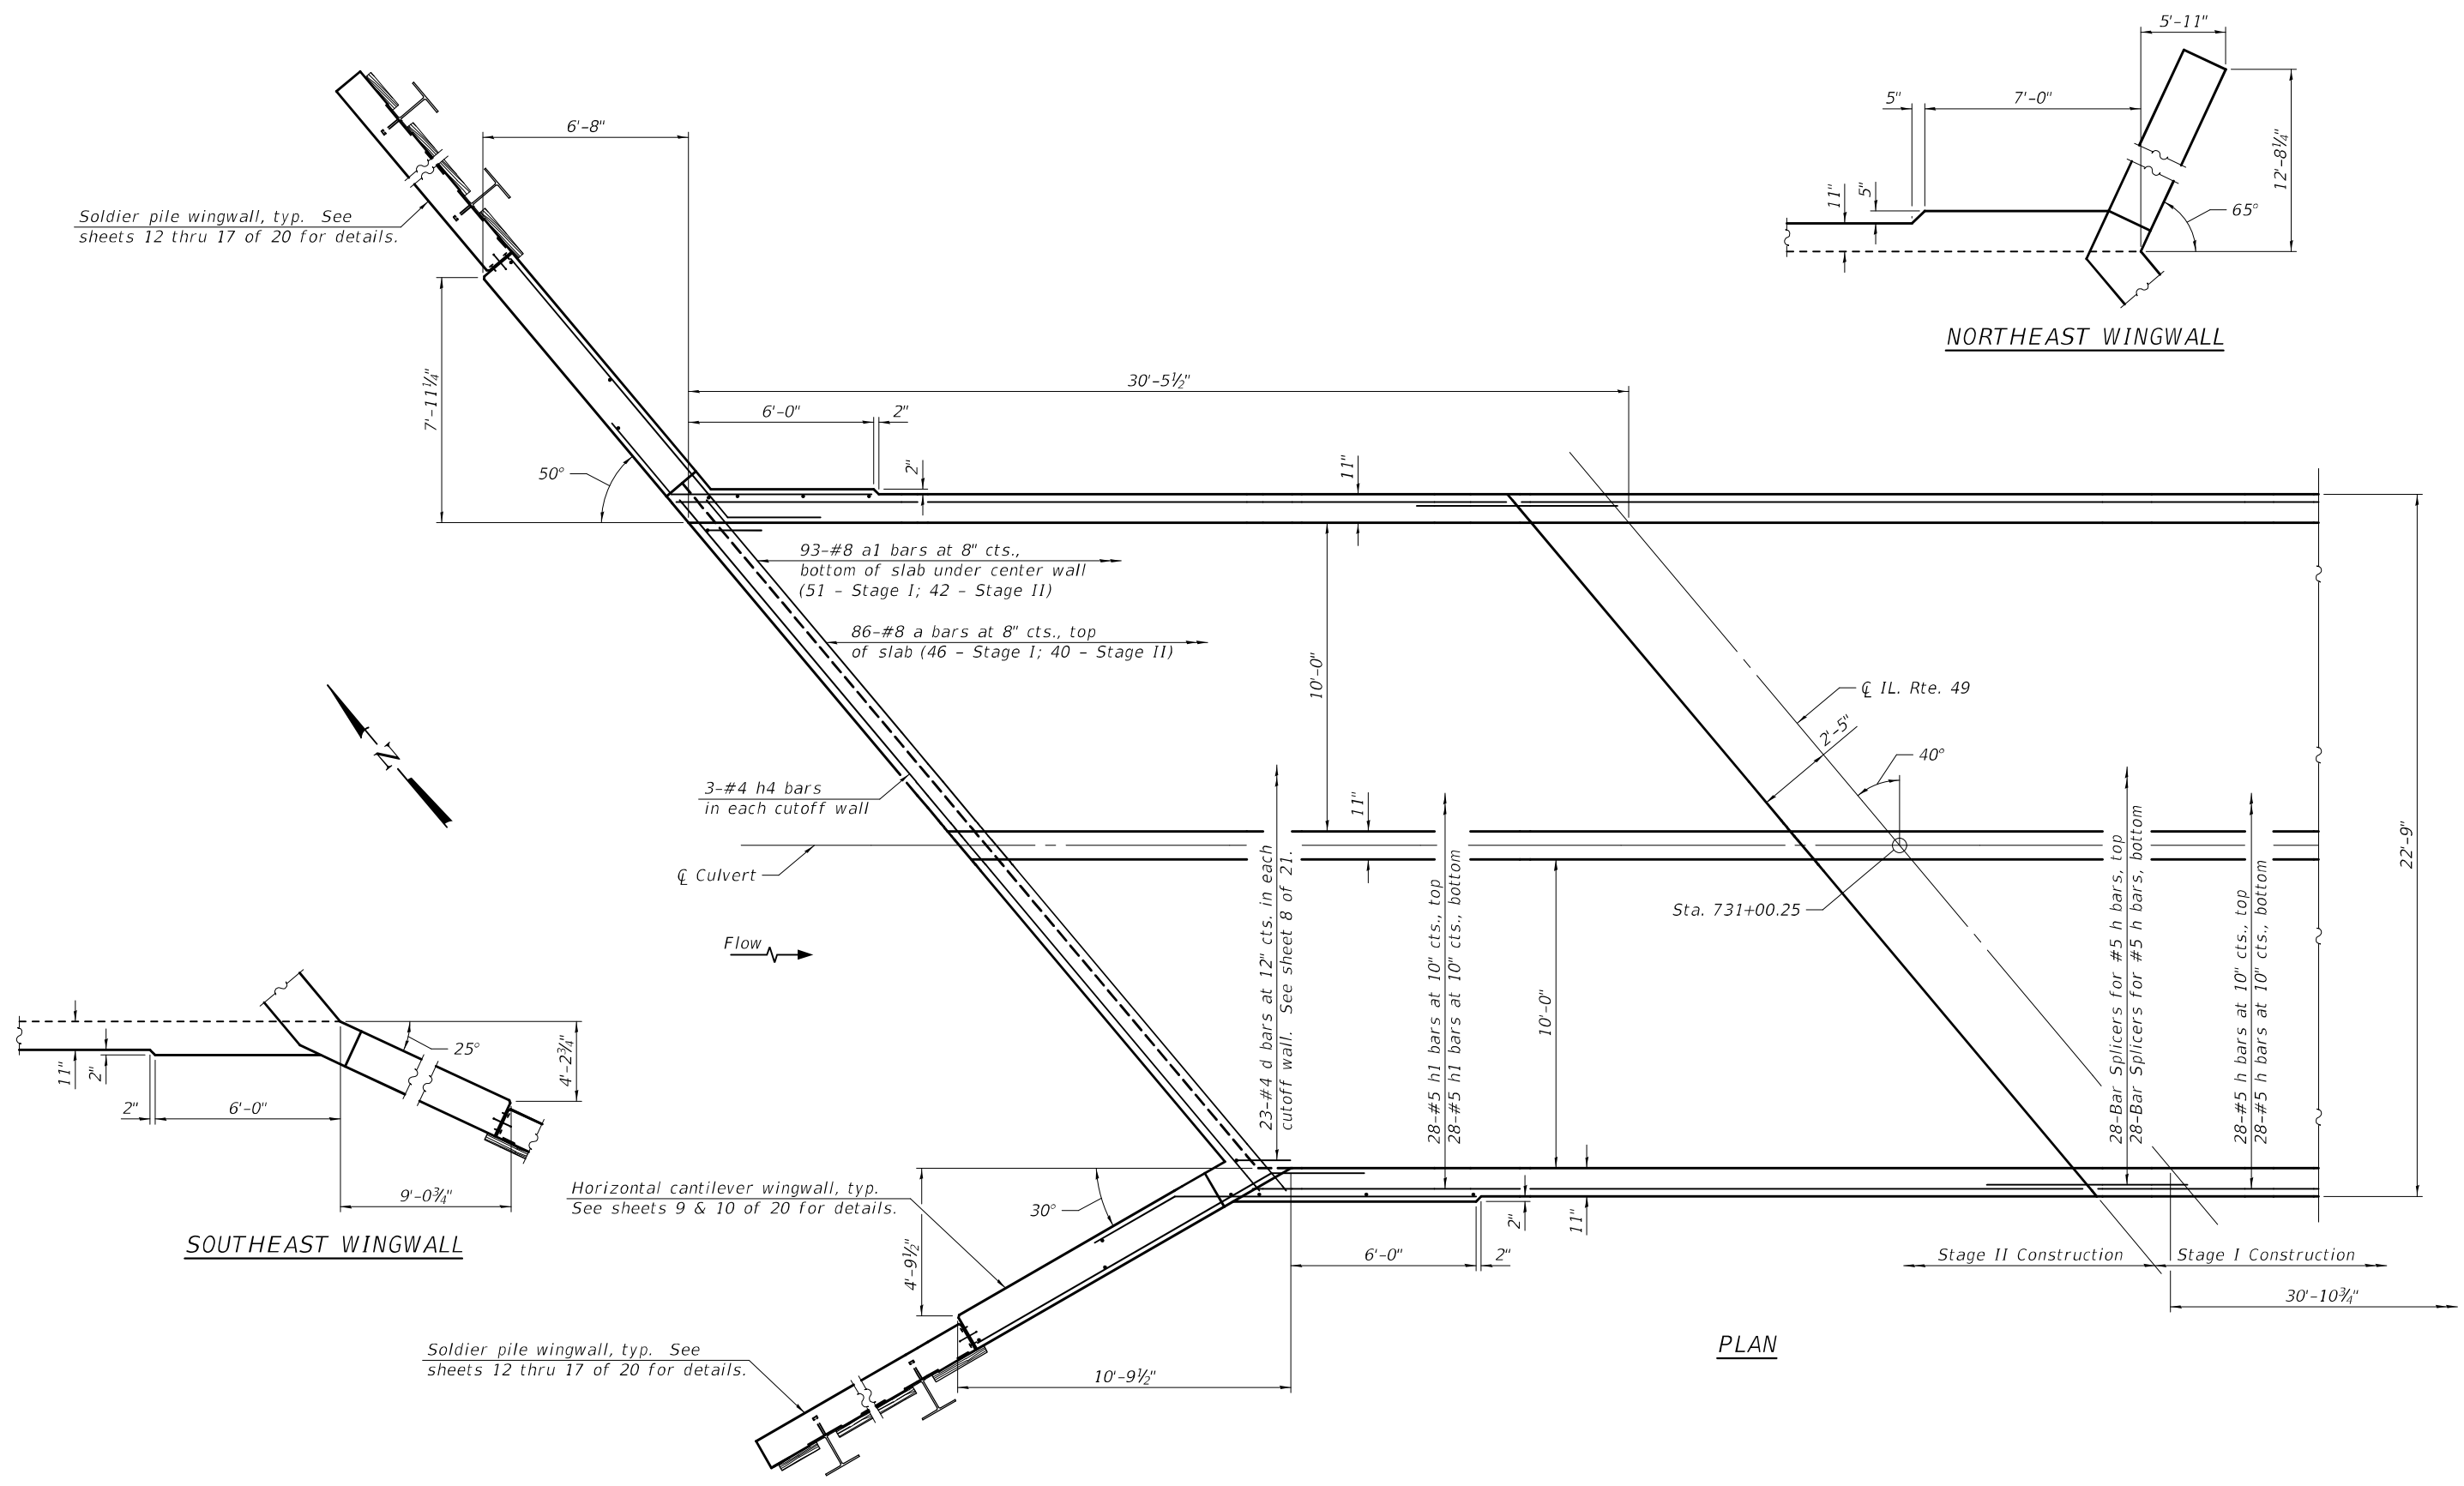 5'-11"
5"
7'-0"
11"
5"
12'-8¼"
65°
NORTHEAST WINGWALL
6'-8"
Soldier pile wingwall, typ. See
sheets 12 thru 17 of 20 for details.
7'-11¼"
30'-5½"
6'-0"
2"
2"
11"
50°
93-#8 a1 bars at 8" cts.,
bottom of slab under center wall
(51 - Stage I; 42 - Stage II)
86-#8 a bars at 8" cts., top
of slab (46 - Stage I; 40 - Stage II)
10'-0"
℄ IL. Rte. 49
2'-5"
40°
N
3-#4 h4 bars
in each cutoff wall
11"
22'-9"
℄ Culvert
Sta. 731+00.25
Flow
23-#4 d bars at 12" cts. in each
cutoff wall. See sheet 8 of 21.
28-#5 h1 bars at 10" cts., top
28-#5 h1 bars at 10" cts., bottom
10'-0"
28-Bar Splicers for #5 h bars, top
28-Bar Splicers for #5 h bars, bottom
28-#5 h bars at 10" cts., top
28-#5 h bars at 10" cts., bottom
25°
11"
2"
4'-2¾"
2"
6'-0"
9'-0¾"
SOUTHEAST WINGWALL
Horizontal cantilever wingwall, typ.
See sheets 9 & 10 of 20 for details.
30°
4'-9½"
2"
11"
6'-0"
2"
Stage II Construction
Stage I Construction
30'-10¾"
Soldier pile wingwall, typ. See
sheets 12 thru 17 of 20 for details.
10'-9½"
PLAN